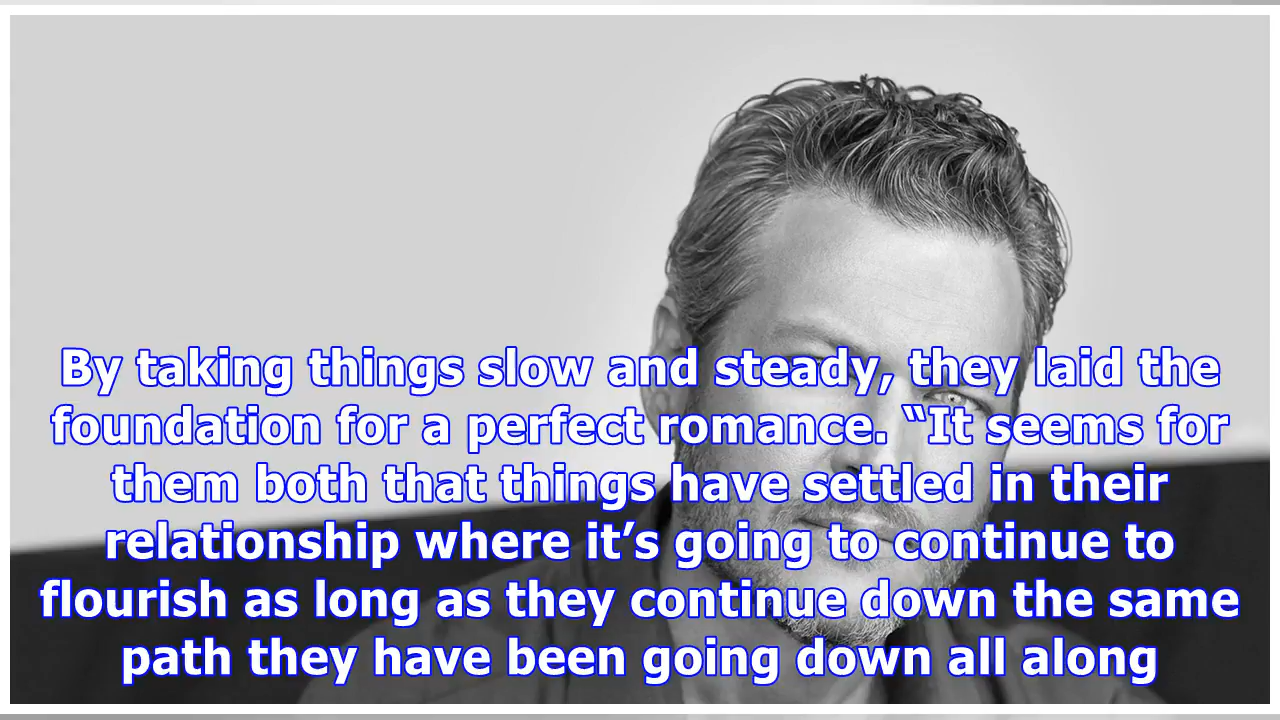 By taking things slow and steady, they laid the
foundation for a perfect romance. “It seems for
them both that things have settled in their
relationship where it’s going to continue to
flourish as long as they continue down the same
path they have been going down all along